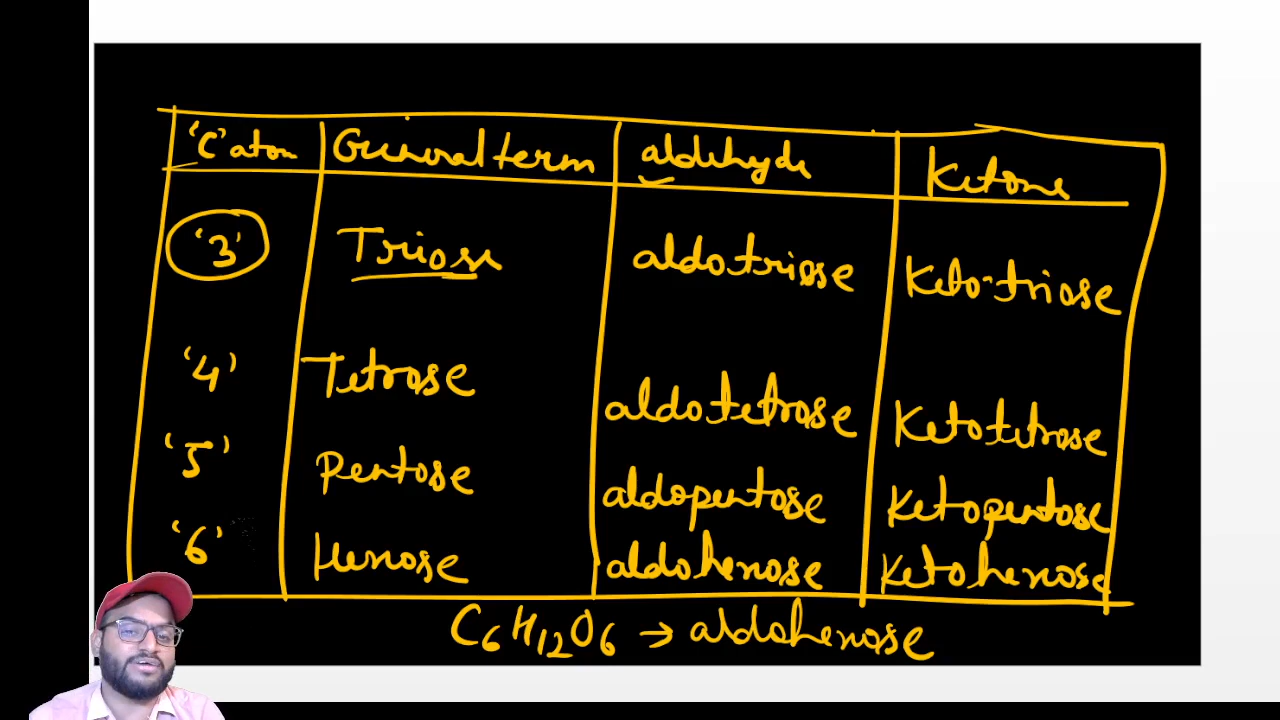 'C' atom General term aldehyde Ketone
'3' Triose aldotriose Keto-triose
'4' Tetrose aldotetrose Ketotetrose
'5' Pentose aldopentose Ketopentose
'6' Hexose aldohexose Ketohexose
C6H12O6 → aldohexose